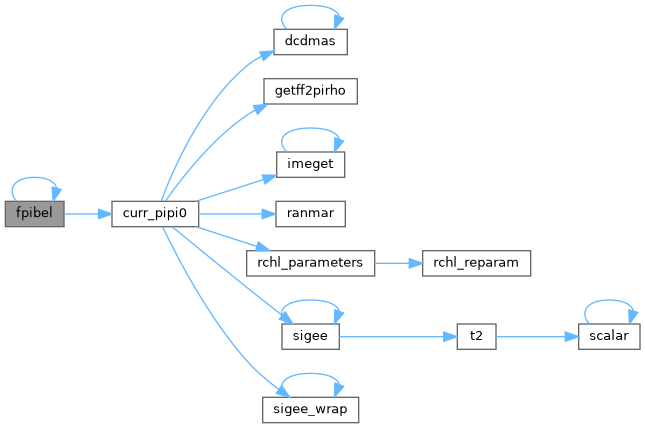 dcdmas
getff2pirho
imeget
fpibel
curr_pipi0
ranmar
rchl_parameters
rchl_reparam
sigee
t2
scalar
sigee_wrap